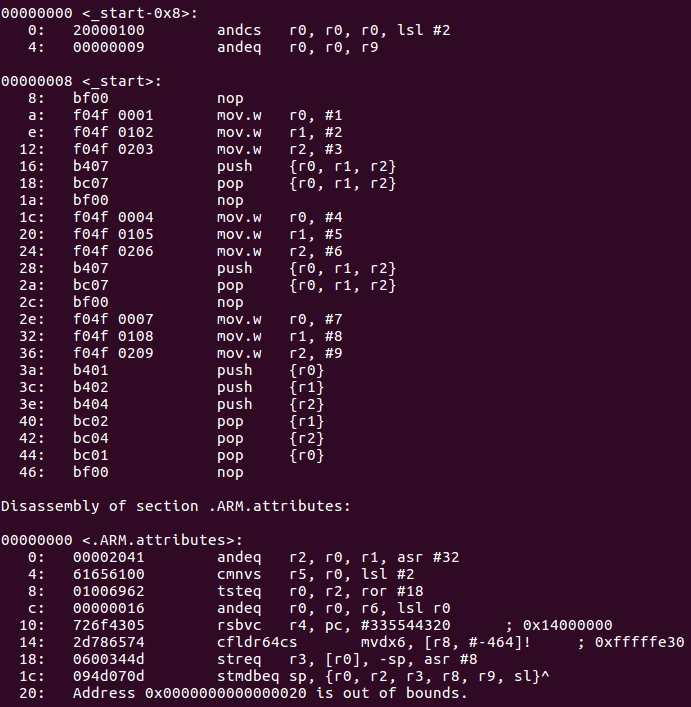 00000000 <_start-0x8>:
   0:   20000100        andcs   r0, r0, r0, lsl #2
   4:   00000009        andeq   r0, r0, r9

00000008 <_start>:
   8:   bf00            nop
   a:   f04f 0001       mov.w   r0, #1
   e:   f04f 0102       mov.w   r1, #2
  12:   f04f 0203       mov.w   r2, #3
  16:   b407            push    {r0, r1, r2}
  18:   bc07            pop     {r0, r1, r2}
  1a:   bf00            nop
  1c:   f04f 0004       mov.w   r0, #4
  20:   f04f 0105       mov.w   r1, #5
  24:   f04f 0206       mov.w   r2, #6
  28:   b407            push    {r0, r1, r2}
  2a:   bc07            pop     {r0, r1, r2}
  2c:   bf00            nop
  2e:   f04f 0007       mov.w   r0, #7
  32:   f04f 0108       mov.w   r1, #8
  36:   f04f 0209       mov.w   r2, #9
  3a:   b401            push    {r0}
  3c:   b402            push    {r1}
  3e:   b404            push    {r2}
  40:   bc02            pop     {r1}
  42:   bc04            pop     {r2}
  44:   bc01            pop     {r0}
  46:   bf00            nop

Disassembly of section .ARM.attributes:

00000000 <.ARM.attributes>:
   0:   00002041        andeq   r2, r0, r1, asr #32
   4:   61656100        cmnvs   r5, r0, lsl #2
   8:   01006962        tsteq   r0, r2, ror #18
   c:   00000016        andeq   r0, r0, r6, lsl r0
  10:   726f4305        rsbvc   r4, pc, #335544320      ; 0x14000000
  14:   2d786574        cfldr64cs       mvdx6, [r8, #-464]!     ; 0xfffffe30
  18:   0600344d        streq   r3, [r0], -sp, asr #8
  1c:   094d070d        stmdbeq sp, {r0, r2, r3, r8, r9, sl}^
  20:   Address 0x0000000000000020 is out of bounds.